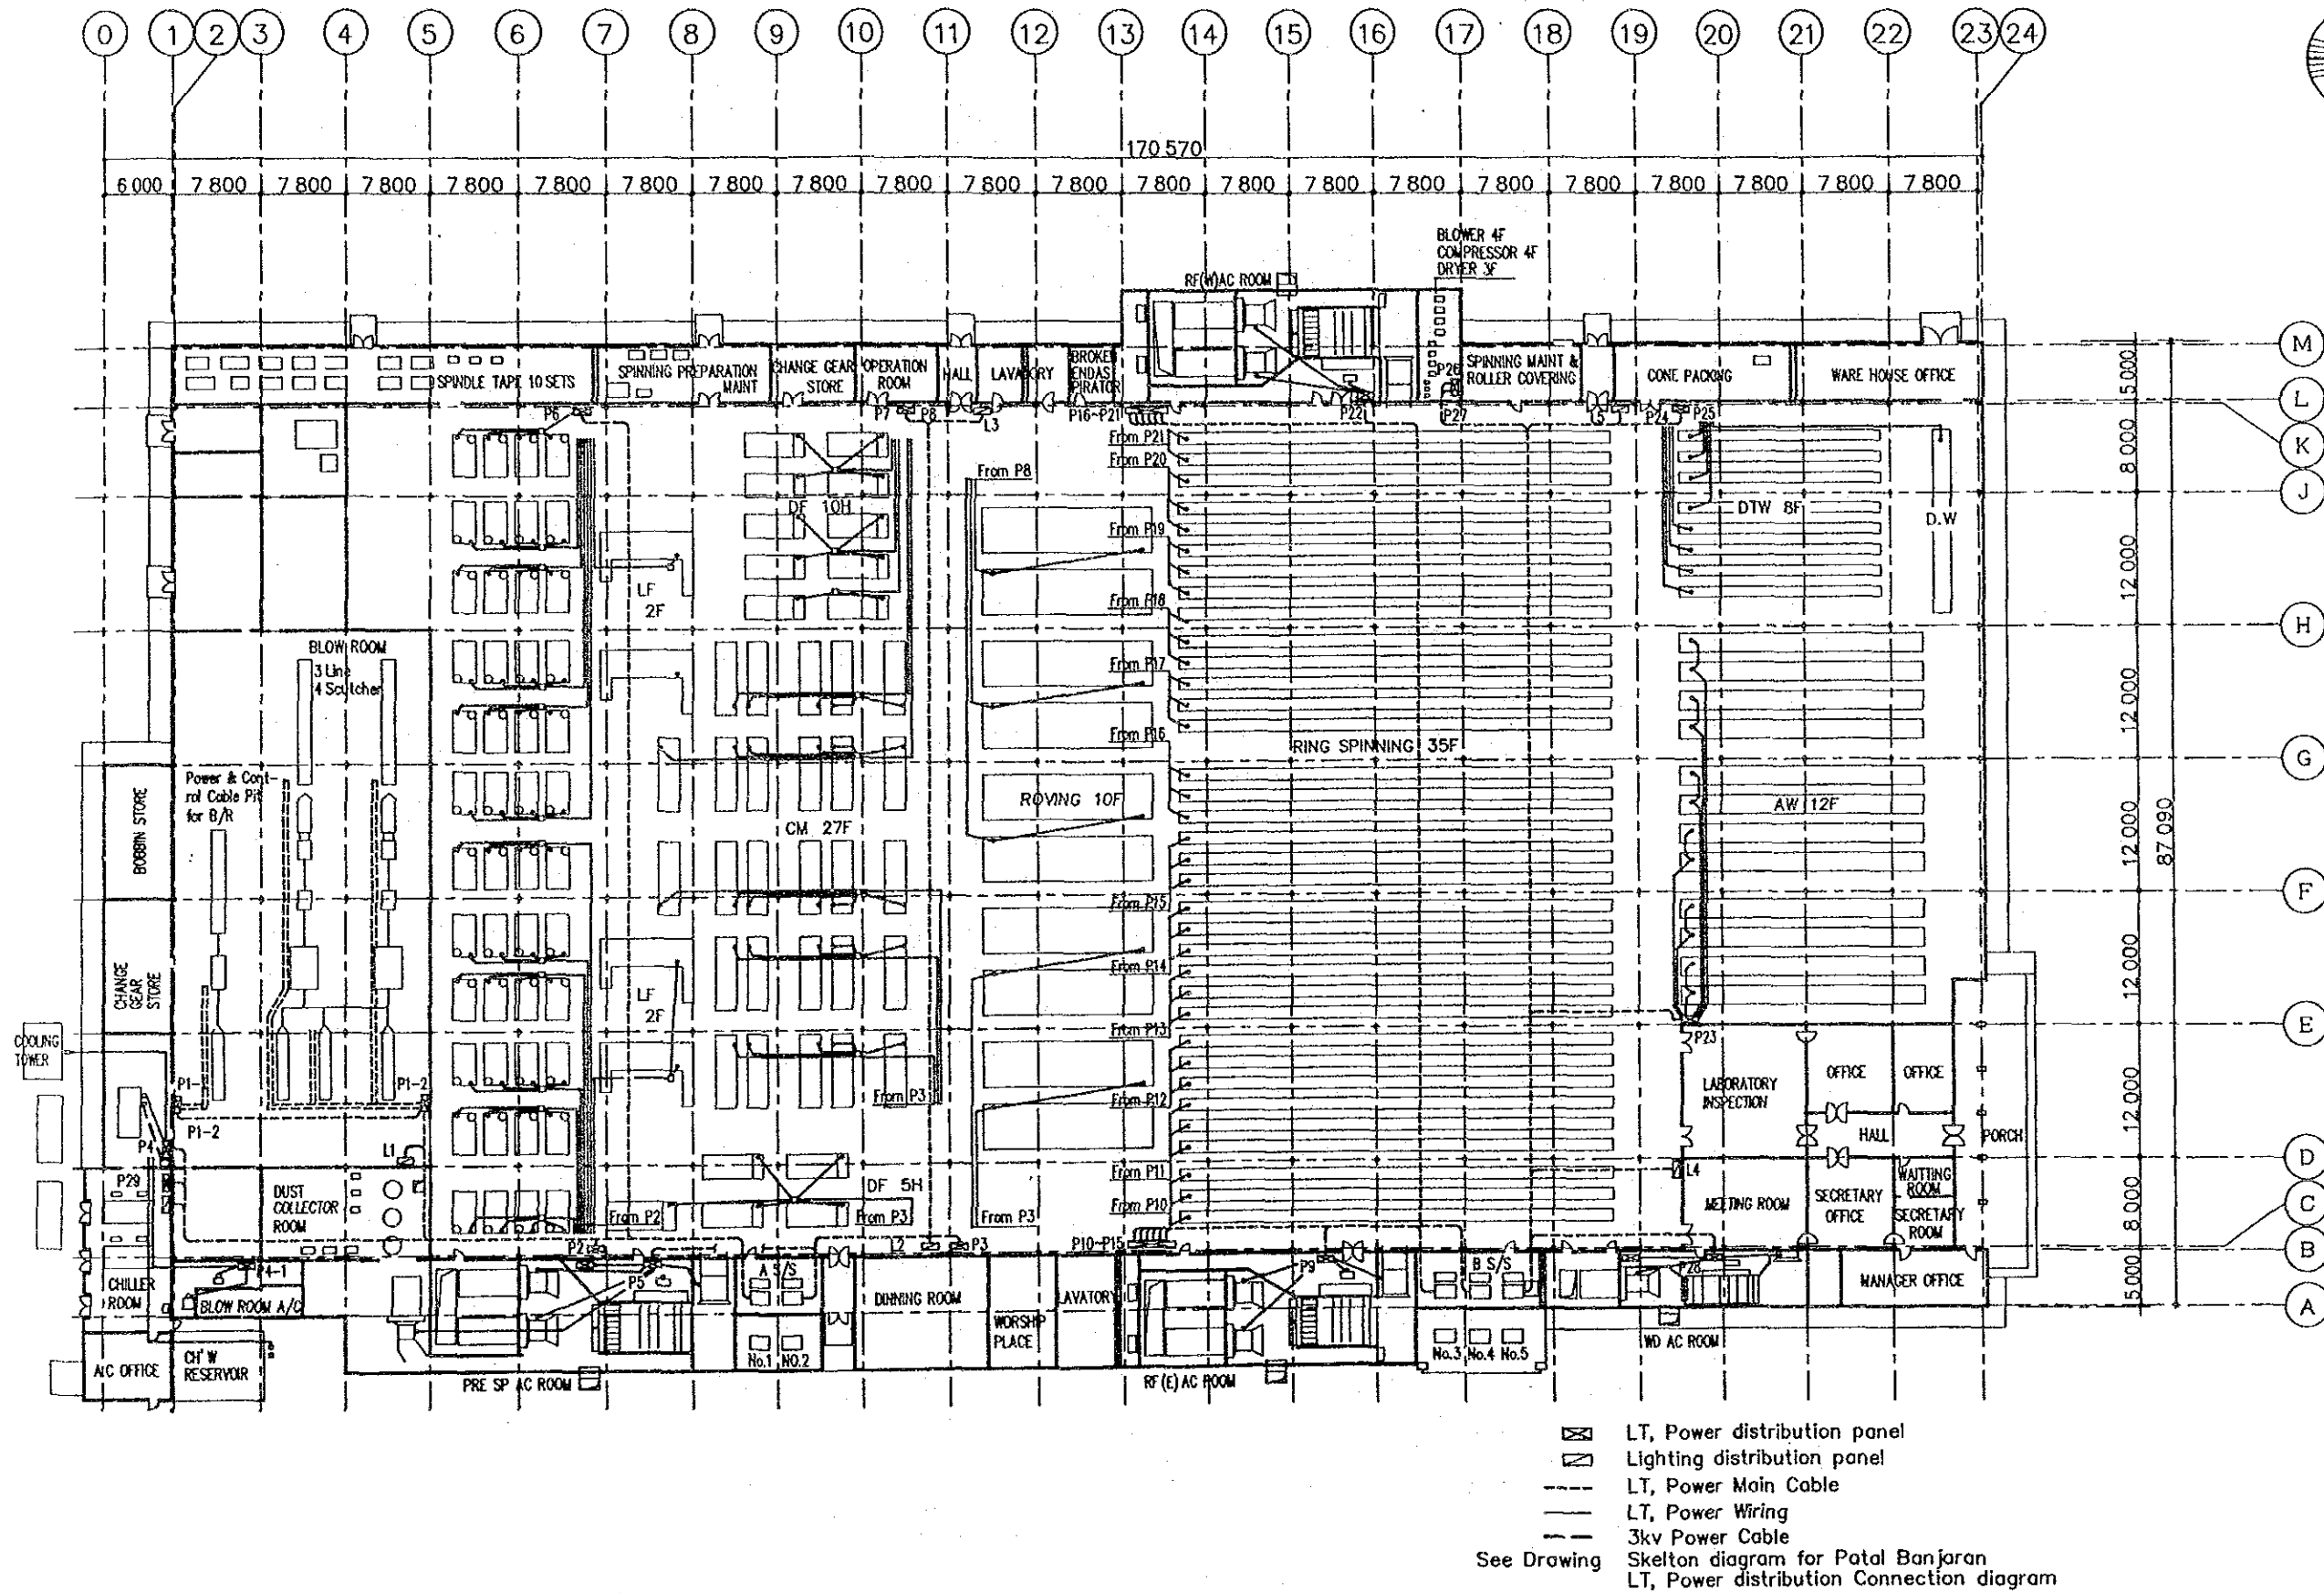 0 1 2 3 4 5 6 7 8 9 10 11 12 13 14 15 16 17 18 19 20 21 22 23 24
170 570
6 000 7 800 7 800 7 800 7 800 7 800 7 800 7 800 7 800 7 800 7 800 7 800 7 800 7 800 7 800 7 800 7 800 7 800 7 800 7 800 7 800 7 800
BLOWER 4F
COMPRESSOR 4F
DRYER 3F
RF(W)AC ROOM
M
L
K
J
H
G
F
E
D
C
B
A
5 000
8 000
12 000
12 000
12 000
12 000
12 000
8 000
5 000
87 090
SPINDLE TAPE 10 SETS
SPINNING PREPARATION
MAINT
CHANGE GEAR
STORE
OPERATION
ROOM
HALL
LAVATORY
BROKEN
ENDAS
PIRATOR
SPINNING MAINT &
ROLLER COVERING
CONE PACKING
WARE HOUSE OFFICE
P6
P7
P8
L3
P16~P21
P22
P26
P27
L5
P24
P25
From P21
From P20
From P8
From P19
From P18
From P17
From P16
From P15
From P14
From P13
From P12
From P11
From P10
DF 10H
DTW 8F
D.W
LF
2F
BLOW ROOM
3 Line
4 Scutcher
RING SPINNING 35F
Power & Cont-
rol Cable Pit
for B/R
BOBBIN STORE
ROVING 10F
CM 27F
AW 12F
CHANGE
GEAR
STORE
LF
2F
COOLING
TOWER
P1-
P1-2
P1-2
P4
L1
P29
P23
From P3
LABORATORY
INSPECTION
OFFICE
OFFICE
HALL
PORCH
L4
DUST
COLLECTOR
ROOM
DF 5H
From P2
From P3
From P3
MEETING ROOM
SECRETARY
OFFICE
WAITTING
ROOM
SECRETARY
ROOM
P2
L2
P3
P10~P15
P4-1
P5
A S/S
P9
B S/S
P28
CHILLER
ROOM
BLOW ROOM A/C
DINNING ROOM
WORSHIP
PLACE
LAVATORY
MANAGER OFFICE
A/C OFFICE
CH'W
RESERVOIR
PRE SP AC ROOM
No.1 NO.2
RF(E) AC ROOM
No.3 No.4 No.5
WD AC ROOM
LT, Power distribution panel
Lighting distribution panel
LT, Power Main Cable
LT, Power Wiring
3kv Power Cable
See Drawing Skelton diagram for Patal Banjaran
LT, Power distribution Connection diagram